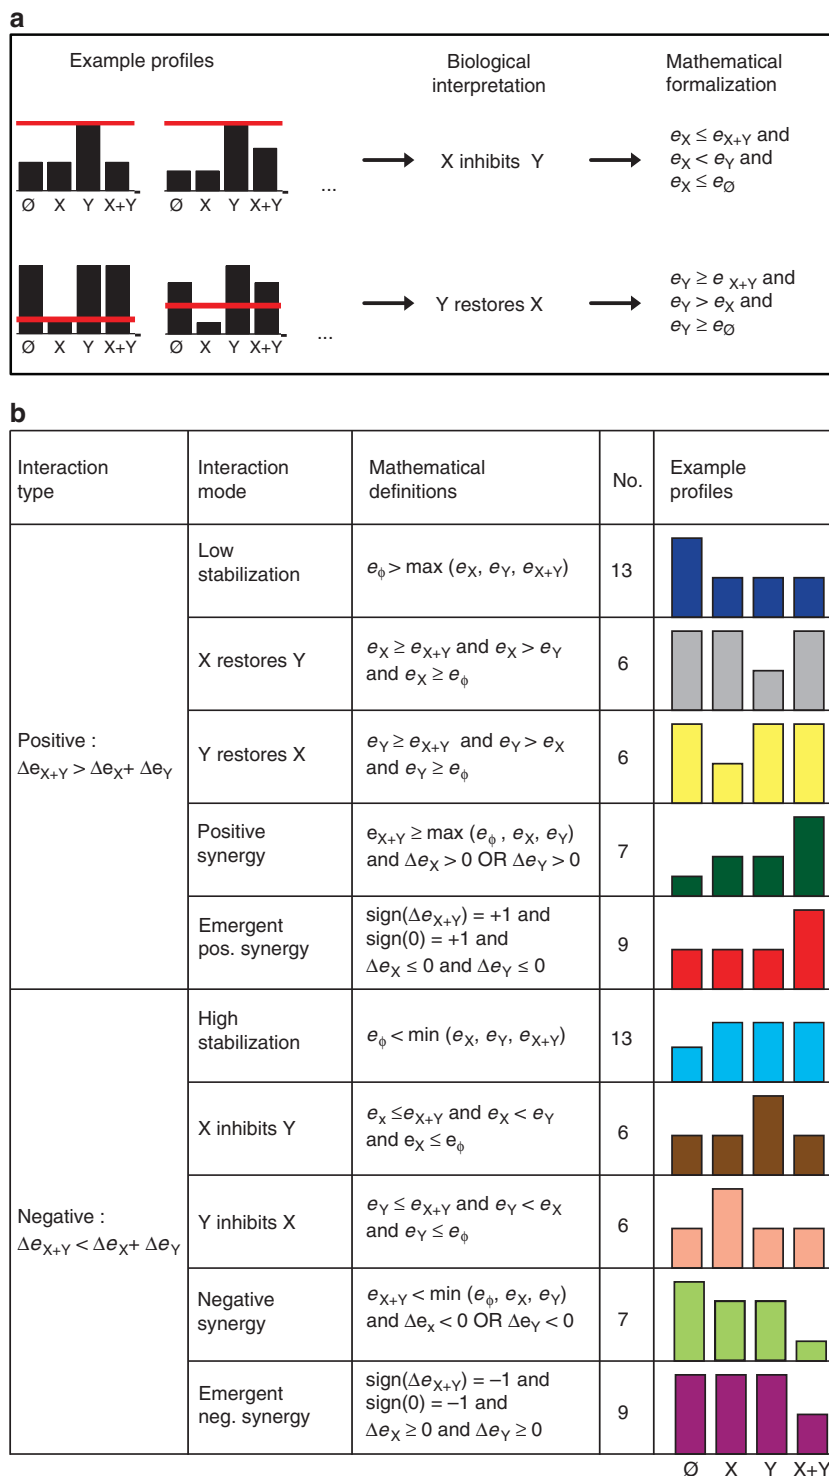 a
Example profiles
Biological
interpretation
Mathematical
formalization
Ø X Y X+Y
Ø X Y X+Y
...
X inhibits Y
e_X ≤ e_X+Y and
e_X < e_Y and
e_X ≤ e_Ø
Ø X Y X+Y
Ø X Y X+Y
...
Y restores X
e_Y ≥ e_X+Y and
e_Y > e_X and
e_Y ≥ e_Ø
b
Interaction
type
Interaction
mode
Mathematical
definitions
No.
Example
profiles
Positive :
Δe_X+Y > Δe_X + Δe_Y
Low
stabilization
e_ϕ > max (e_X, e_Y, e_X+Y)
13
X restores Y
e_X ≥ e_X+Y and e_X > e_Y
and e_X ≥ e_ϕ
6
Y restores X
e_Y ≥ e_X+Y and e_Y > e_X
and e_Y ≥ e_ϕ
6
Positive
synergy
e_X+Y ≥ max (e_ϕ , e_X, e_Y)
and Δe_X > 0 OR Δe_Y > 0
7
Emergent
pos. synergy
sign(Δe_X+Y) = +1 and
sign(0) = +1 and
Δe_X ≤ 0 and Δe_Y ≤ 0
9
Negative :
Δe_X+Y < Δe_X + Δe_Y
High
stabilization
e_ϕ < min (e_X, e_Y, e_X+Y)
13
X inhibits Y
e_x ≤ e_X+Y and e_X < e_Y
and e_X ≤ e_ϕ
6
Y inhibits X
e_Y ≤ e_X+Y and e_Y < e_X
and e_Y ≤ e_ϕ
6
Negative
synergy
e_X+Y < min (e_ϕ, e_X, e_Y)
and Δe_x < 0 OR Δe_Y < 0
7
Emergent
neg. synergy
sign(Δe_X+Y) = –1 and
sign(0) = –1 and
Δe_X ≥ 0 and Δe_Y ≥ 0
9
Ø X Y X+Y